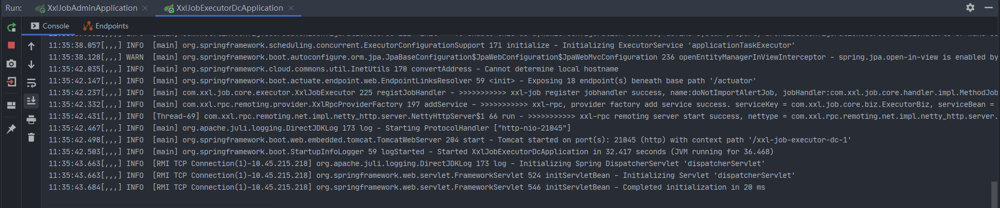 Run: XxlJobAdminApplication × XxlJobExecutorDcApplication ×
Console Endpoints
11:35:38.057[,,,] INFO [main] org.springframework.scheduling.concurrent.ExecutorConfigurationSupport 171 initialize - Initializing ExecutorService 'applicationTaskExecutor'
11:35:38.128[,,,] WARN [main] org.springframework.boot.autoconfigure.orm.jpa.JpaBaseConfiguration$JpaWebConfiguration$JpaWebMvcConfiguration 236 openEntityManagerInViewInterceptor - spring.jpa.open-in-view is enabled by
11:35:42.035[,,,] INFO [main] org.springframework.cloud.commons.util.InetUtils 170 convertAddress - Cannot determine local hostname
11:35:42.147[,,,] INFO [main] org.springframework.boot.actuate.endpoint.web.EndpointLinksResolver 59 <init> - Exposing 18 endpoint(s) beneath base path '/actuator'
11:35:42.237[,,,] INFO [main] com.xxl.job.core.executor.XxlJobExecutor 225 registJobHandler - >>>>>>>>>>> xxl-job register jobhandler success, name:doNotImportAlertJob, jobHandler:com.xxl.job.core.handler.impl.MethodJob
11:35:42.332[,,,] INFO [main] com.xxl.rpc.remoting.provider.XxlRpcProviderFactory 197 addService - >>>>>>>>>>> xxl-rpc, provider factory add service success. serviceKey = com.xxl.job.core.biz.ExecutorBiz, serviceBean =
11:35:42.431[,,,] INFO [Thread-69] com.xxl.rpc.remoting.net.impl.netty_http.server.NettyHttpServer$1 66 run - >>>>>>>>>>> xxl-rpc remoting server start success, nettype = com.xxl.rpc.remoting.net.impl.netty_http.server.
11:35:42.467[,,,] INFO [main] org.apache.juli.logging.DirectJDKLog 173 log - Starting ProtocolHandler ["http-nio-21045"]
11:35:42.498[,,,] INFO [main] org.springframework.boot.web.embedded.tomcat.TomcatWebServer 204 start - Tomcat started on port(s): 21045 (http) with context path '/xxl-job-executor-dc-1'
11:35:42.503[,,,] INFO [main] org.springframework.boot.StartupInfoLogger 59 logStarted - Started XxlJobExecutorDcApplication in 32.417 seconds (JVM running for 36.468)
11:35:43.663[,,,] INFO [RMI TCP Connection(1)-10.45.215.218] org.apache.juli.logging.DirectJDKLog 173 log - Initializing Spring DispatcherServlet 'dispatcherServlet'
11:35:43.663[,,,] INFO [RMI TCP Connection(1)-10.45.215.218] org.springframework.web.servlet.FrameworkServlet 524 initServletBean - Initializing Servlet 'dispatcherServlet'
11:35:43.684[,,,] INFO [RMI TCP Connection(1)-10.45.215.218] org.springframework.web.servlet.FrameworkServlet 546 initServletBean - Completed initialization in 20 ms